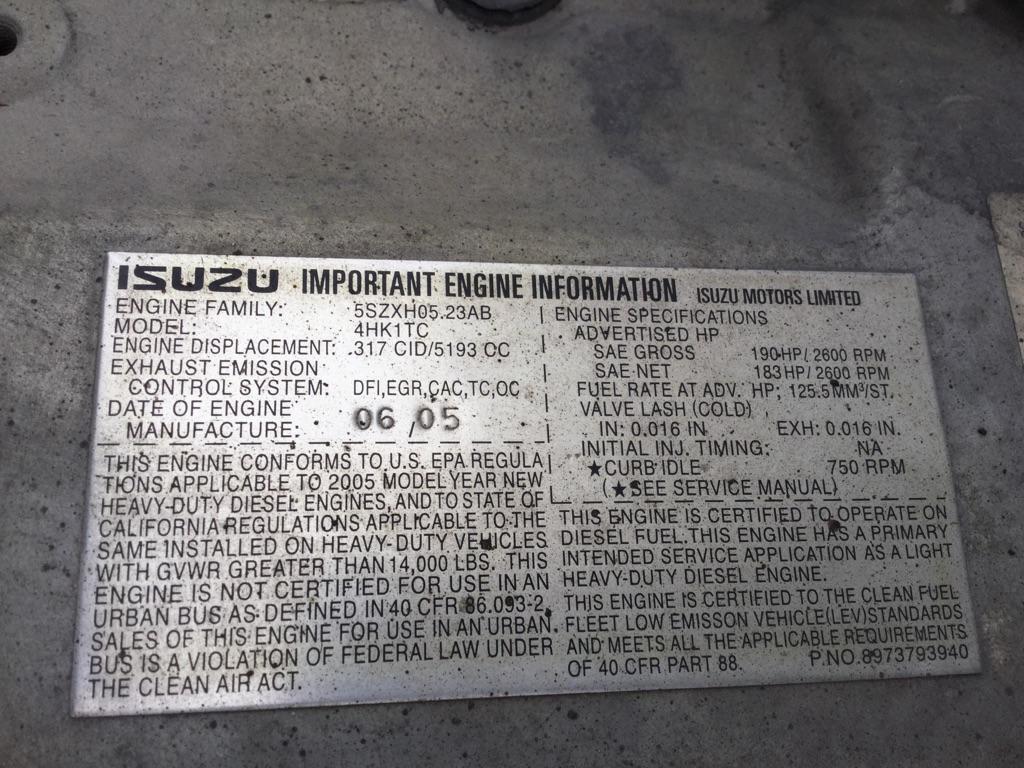 ISUZU IMPORTANT ENGINE INFORMATION ISUZU MOTORS LIMITED
ENGINE FAMILY: 5SZXH05.23AB
MODEL: 4HK1TC
ENGINE DISPLACEMENT: 317 CID/5193 CC
EXHAUST EMISSION
CONTROL SYSTEM: DFI,EGR,CAC,TC,OC
DATE OF ENGINE
MANUFACTURE: 06/05
THIS ENGINE CONFORMS TO U.S. EPA REGULA
TIONS APPLICABLE TO 2005 MODEL YEAR NEW
HEAVY-DUTY DIESEL ENGINES, AND TO STATE OF
CALIFORNIA REGULATIONS APPLICABLE TO THE
SAME INSTALLED ON HEAVY-DUTY VEHICLES
WITH GVWR GREATER THAN 14,000 LBS. THIS
ENGINE IS NOT CERTIFIED FOR USE IN AN
URBAN BUS AS DEFINED IN 40 CFR 86.093-2.
SALES OF THIS ENGINE FOR USE IN AN URBAN
BUS IS A VIOLATION OF FEDERAL LAW UNDER
THE CLEAN AIR ACT.
ENGINE SPECIFICATIONS
ADVERTISED HP
SAE GROSS 190HP/2600 RPM
SAE NET 183HP/2600 RPM
FUEL RATE AT ADV. HP: 125.5MM³/ST.
VALVE LASH (COLD)
IN: 0.016 IN EXH: 0.016 IN.
INITIAL INJ. TIMING: NA
★CURB IDLE 750 RPM
(★SEE SERVICE MANUAL)
THIS ENGINE IS CERTIFIED TO OPERATE ON
DIESEL FUEL.THIS ENGINE HAS A PRIMARY
INTENDED SERVICE APPLICATION AS A LIGHT
HEAVY-DUTY DIESEL ENGINE.
THIS ENGINE IS CERTIFIED TO THE CLEAN FUEL
FLEET LOW EMISSON VEHICLE(LEV)STANDARDS
AND MEETS ALL THE APPLICABLE REQUIREMENTS
OF 40 CFR PART 88. P.NO.8973793940